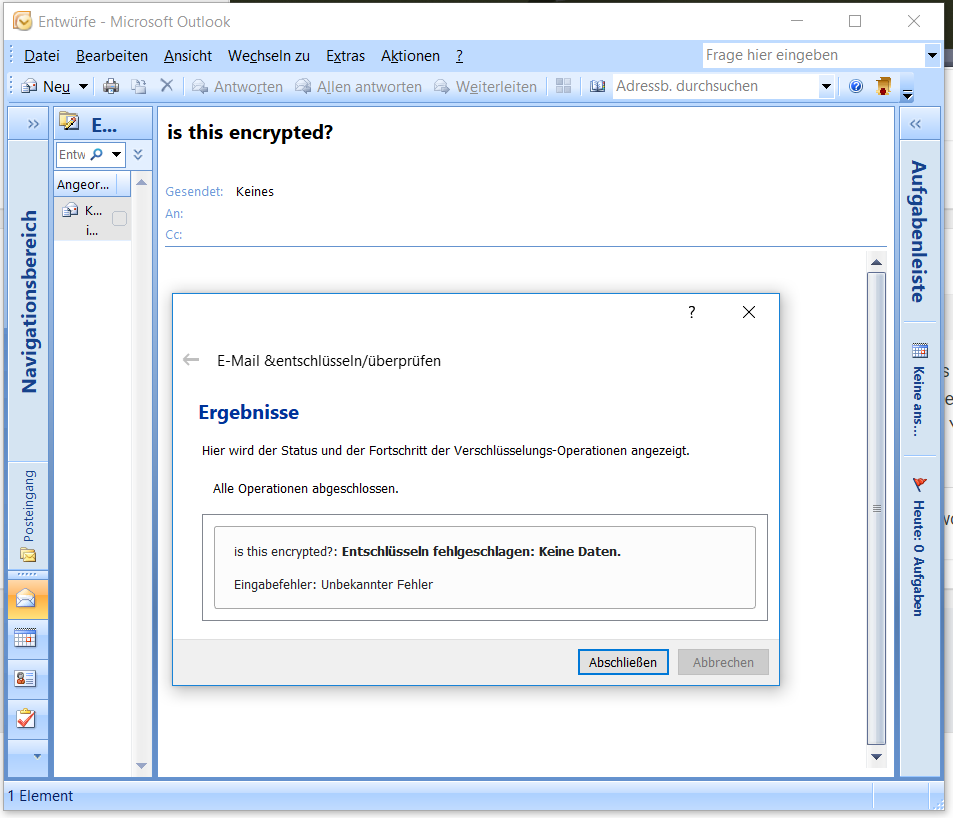 Entwürfe - Microsoft Outlook
Datei Bearbeiten Ansicht Wechseln zu Extras Aktionen ?
Frage hier eingeben
Neu Antworten Allen antworten Weiterleiten Adressb. durchsuchen
E...
Entw
Angeor...
K...
i...
Navigationsbereich
Posteingang
is this encrypted?
Gesendet: Keines
An:
Cc:
?
E-Mail &entschlüsseln/überprüfen
Ergebnisse
Hier wird der Status und der Fortschritt der Verschlüsselungs-Operationen angezeigt.
Alle Operationen abgeschlossen.
is this encrypted?: Entschlüsseln fehlgeschlagen: Keine Daten.
Eingabefehler: Unbekannter Fehler
Abschließen Abbrechen
Aufgabenleiste
Keine ans...
Heute: 0 Aufgaben
1 Element